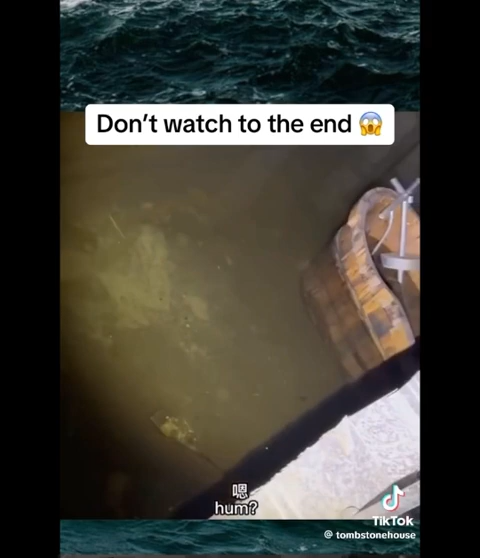 Don't watch to the end 😱
嗯
hum?
TikTok
@ tombstonehouse